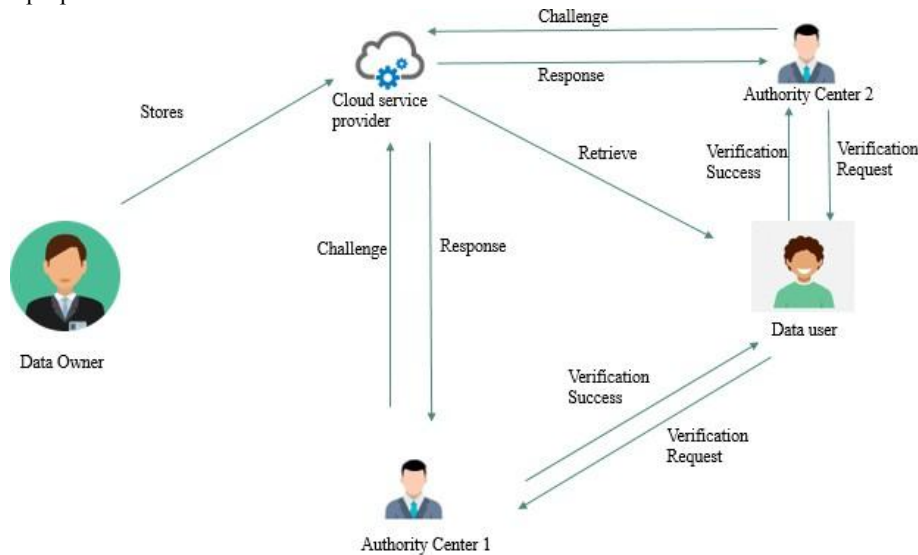 Challenge
Response
Authority Center 2
Cloud service
provider
Stores
Retrieve
Verification
Success
Verification
Request
Challenge
Response
Data user
Data Owner
Verification
Success
Verification
Request
Authority Center 1